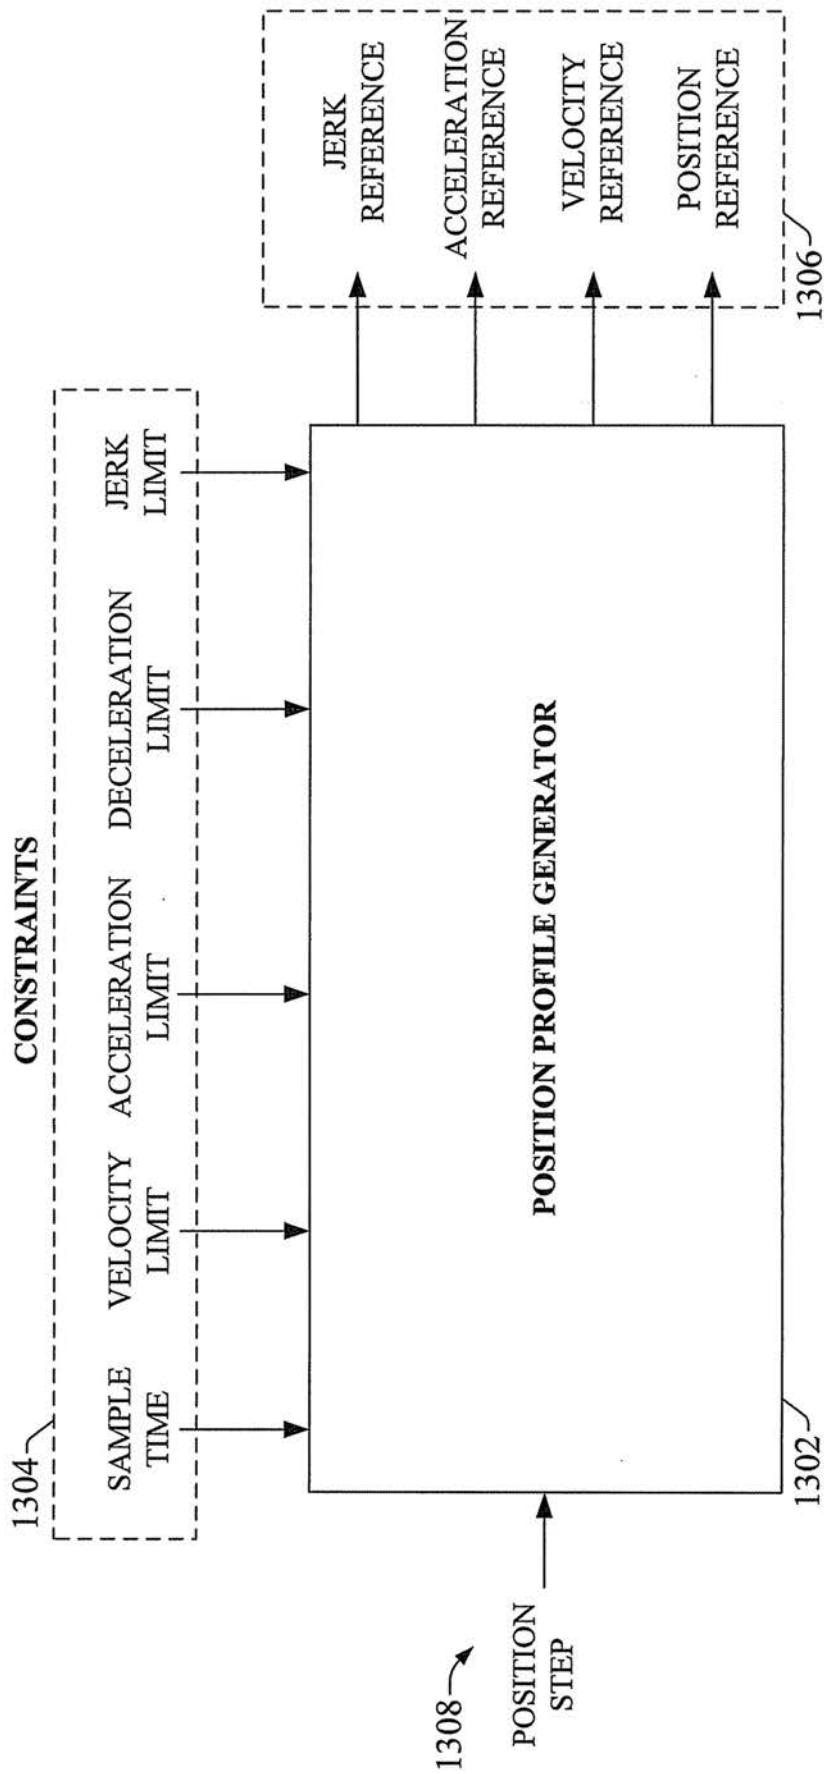 CONSTRAINTS
1304
SAMPLE
TIME
VELOCITY
LIMIT
ACCELERATION
LIMIT
DECELERATION
LIMIT
JERK
LIMIT
1308
POSITION
STEP
POSITION PROFILE GENERATOR
1302
JERK
REFERENCE
ACCELERATION
REFERENCE
VELOCITY
REFERENCE
POSITION
REFERENCE
1306